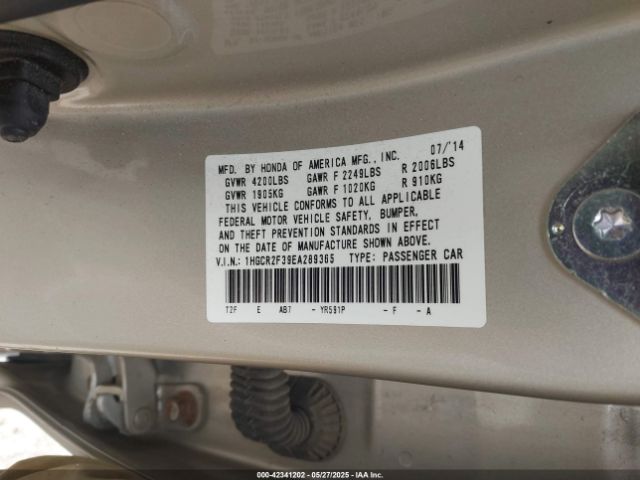 07/'14
MFD. BY HONDA OF AMERICA MFG., INC.
GVWR 4200LBS GAWR F 2249LBS R 2006LBS
GVWR 1905KG GAWR F 1020KG R 910KG
THIS VEHICLE CONFORMS TO ALL APPLICABLE
FEDERAL MOTOR VEHICLE SAFETY, BUMPER,
AND THEFT PREVENTION STANDARDS IN EFFECT
ON THE DATE OF MANUFACTURE SHOWN ABOVE.
V.I.N.: 1HGCR2F39EA289365 TYPE: PASSENGER CAR
T2F E AB7 - YR591P - F - A
000-42341202 - 05/27/2025 - IAA Inc.